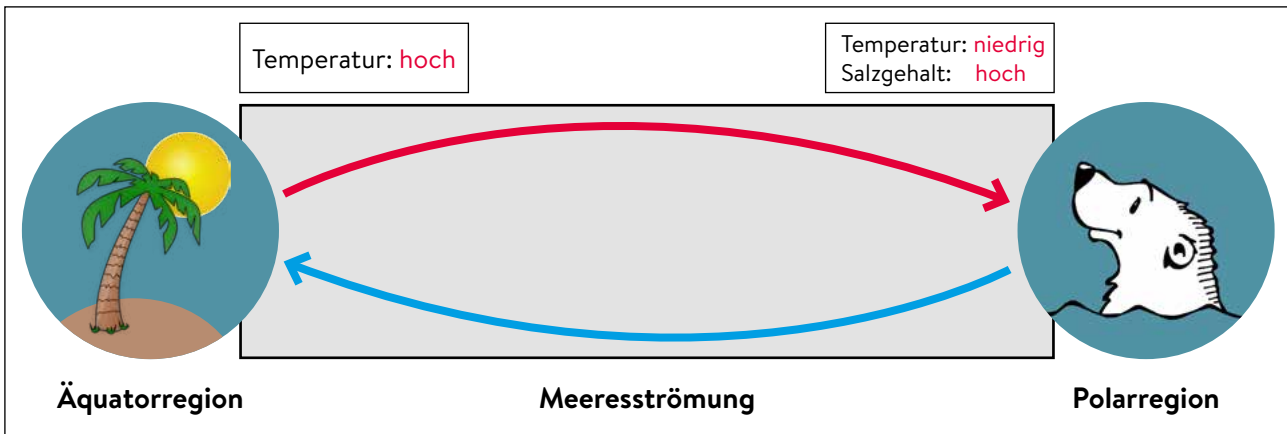 Temperatur: hoch
Temperatur: niedrig
Salzgehalt: hoch
Äquatorregion
Meeresströmung
Polarregion